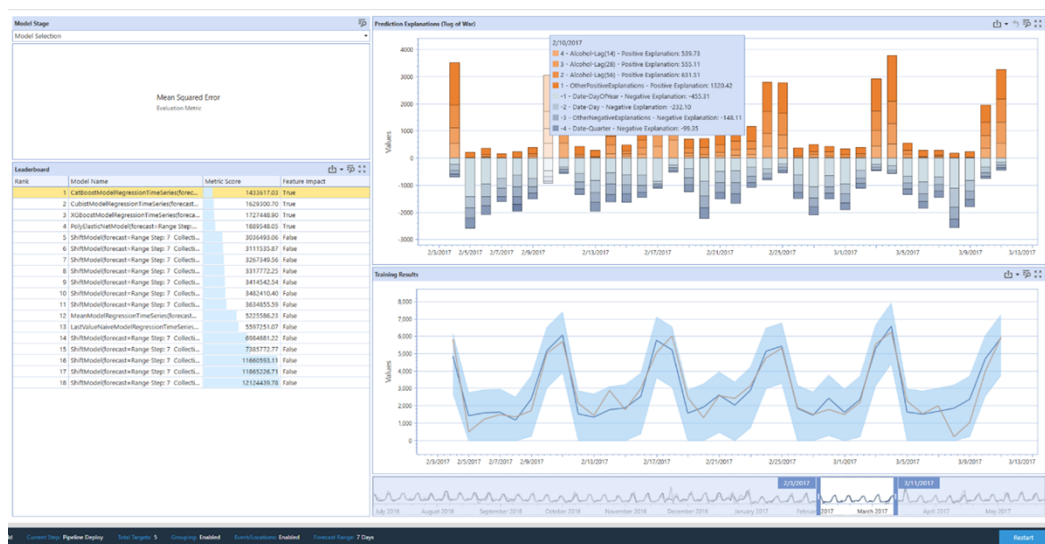 Model Stage
Model Selection
Mean Squared Error
Evaluation Metric
Leaderboard
Rank Model Name Metric Score Feature Impact
1 CatBoostModelRegressionTimeSeries(forec... 1433617.03 True
2 CubistModelRegressionTimeSeries(forecast... 1629300.70 True
3 XGBoostModelRegressionTimeSeries(foreca... 1727448.90 True
4 PolyElasticNetModel(forecast=Range Step:... 1889548.05 True
5 ShiftModel(forecast=Range Step: 7 Collecti... 3036493.06 False
6 ShiftModel(forecast=Range Step: 7 Collecti... 3111535.87 False
7 ShiftModel(forecast=Range Step: 7 Collecti... 3267349.56 False
8 ShiftModel(forecast=Range Step: 7 Collecti... 3317772.25 False
9 ShiftModel(forecast=Range Step: 7 Collecti... 3414542.54 False
10 ShiftModel(forecast=Range Step: 7 Collecti... 3482410.40 False
11 ShiftModel(forecast=Range Step: 7 Collecti... 3634855.59 False
12 MeanModelRegressionTimeSeries(forecast... 5225586.23 False
13 LastValueNaiveModelRegressionTimeSeries... 5597251.07 False
14 ShiftModel(forecast=Range Step: 7 Collecti... 6984681.22 False
15 ShiftModel(forecast=Range Step: 7 Collecti... 7385772.77 False
16 ShiftModel(forecast=Range Step: 7 Collecti... 11660593.11 False
17 ShiftModel(forecast=Range Step: 7 Collecti... 11865226.71 False
18 ShiftModel(forecast=Range Step: 7 Collecti... 12124439.78 False
Prediction Explanations (Tug of War)
2/10/2017
4 - Alcohol-Lag(14) - Positive Explanation: 539.73
3 - Alcohol-Lag(28) - Positive Explanation: 555.11
2 - Alcohol-Lag(56) - Positive Explanation: 631.51
1 - OtherPositiveExplanations - Positive Explanation: 1320.42
-1 - Date-DayOfYear - Negative Explanation: -455.31
-2 - Date-Day - Negative Explanation: -232.10
-3 - OtherNegativeExplanations - Negative Explanation: -148.11
-4 - Date-Quarter - Negative Explanation: -99.35
Values
4000
3000
2000
1000
0
-1000
-2000
-3000
2/3/2017 2/5/2017 2/7/2017 2/9/2017 2/13/2017 2/17/2017 2/21/2017 2/25/2017 3/1/2017 3/5/2017 3/9/2017 3/13/2017
Training Results
Values
8,000
7,000
6,000
5,000
4,000
3,000
2,000
1,000
0
2/3/2017 2/5/2017 2/7/2017 2/9/2017 2/13/2017 2/17/2017 2/21/2017 2/25/2017 3/1/2017 3/5/2017 3/9/2017 3/13/2017
2/3/2017 3/11/2017
July 2016 August 2016 September 2016 October 2016 November 2016 December 2016 January 2017 Februar 2017 March 2017 April 2017 May 2017
Current Step: Pipeline Deploy Total Targets: 5 Grouping: Enabled Event/Locations: Enabled Forecast Range: 7 Days
Restart